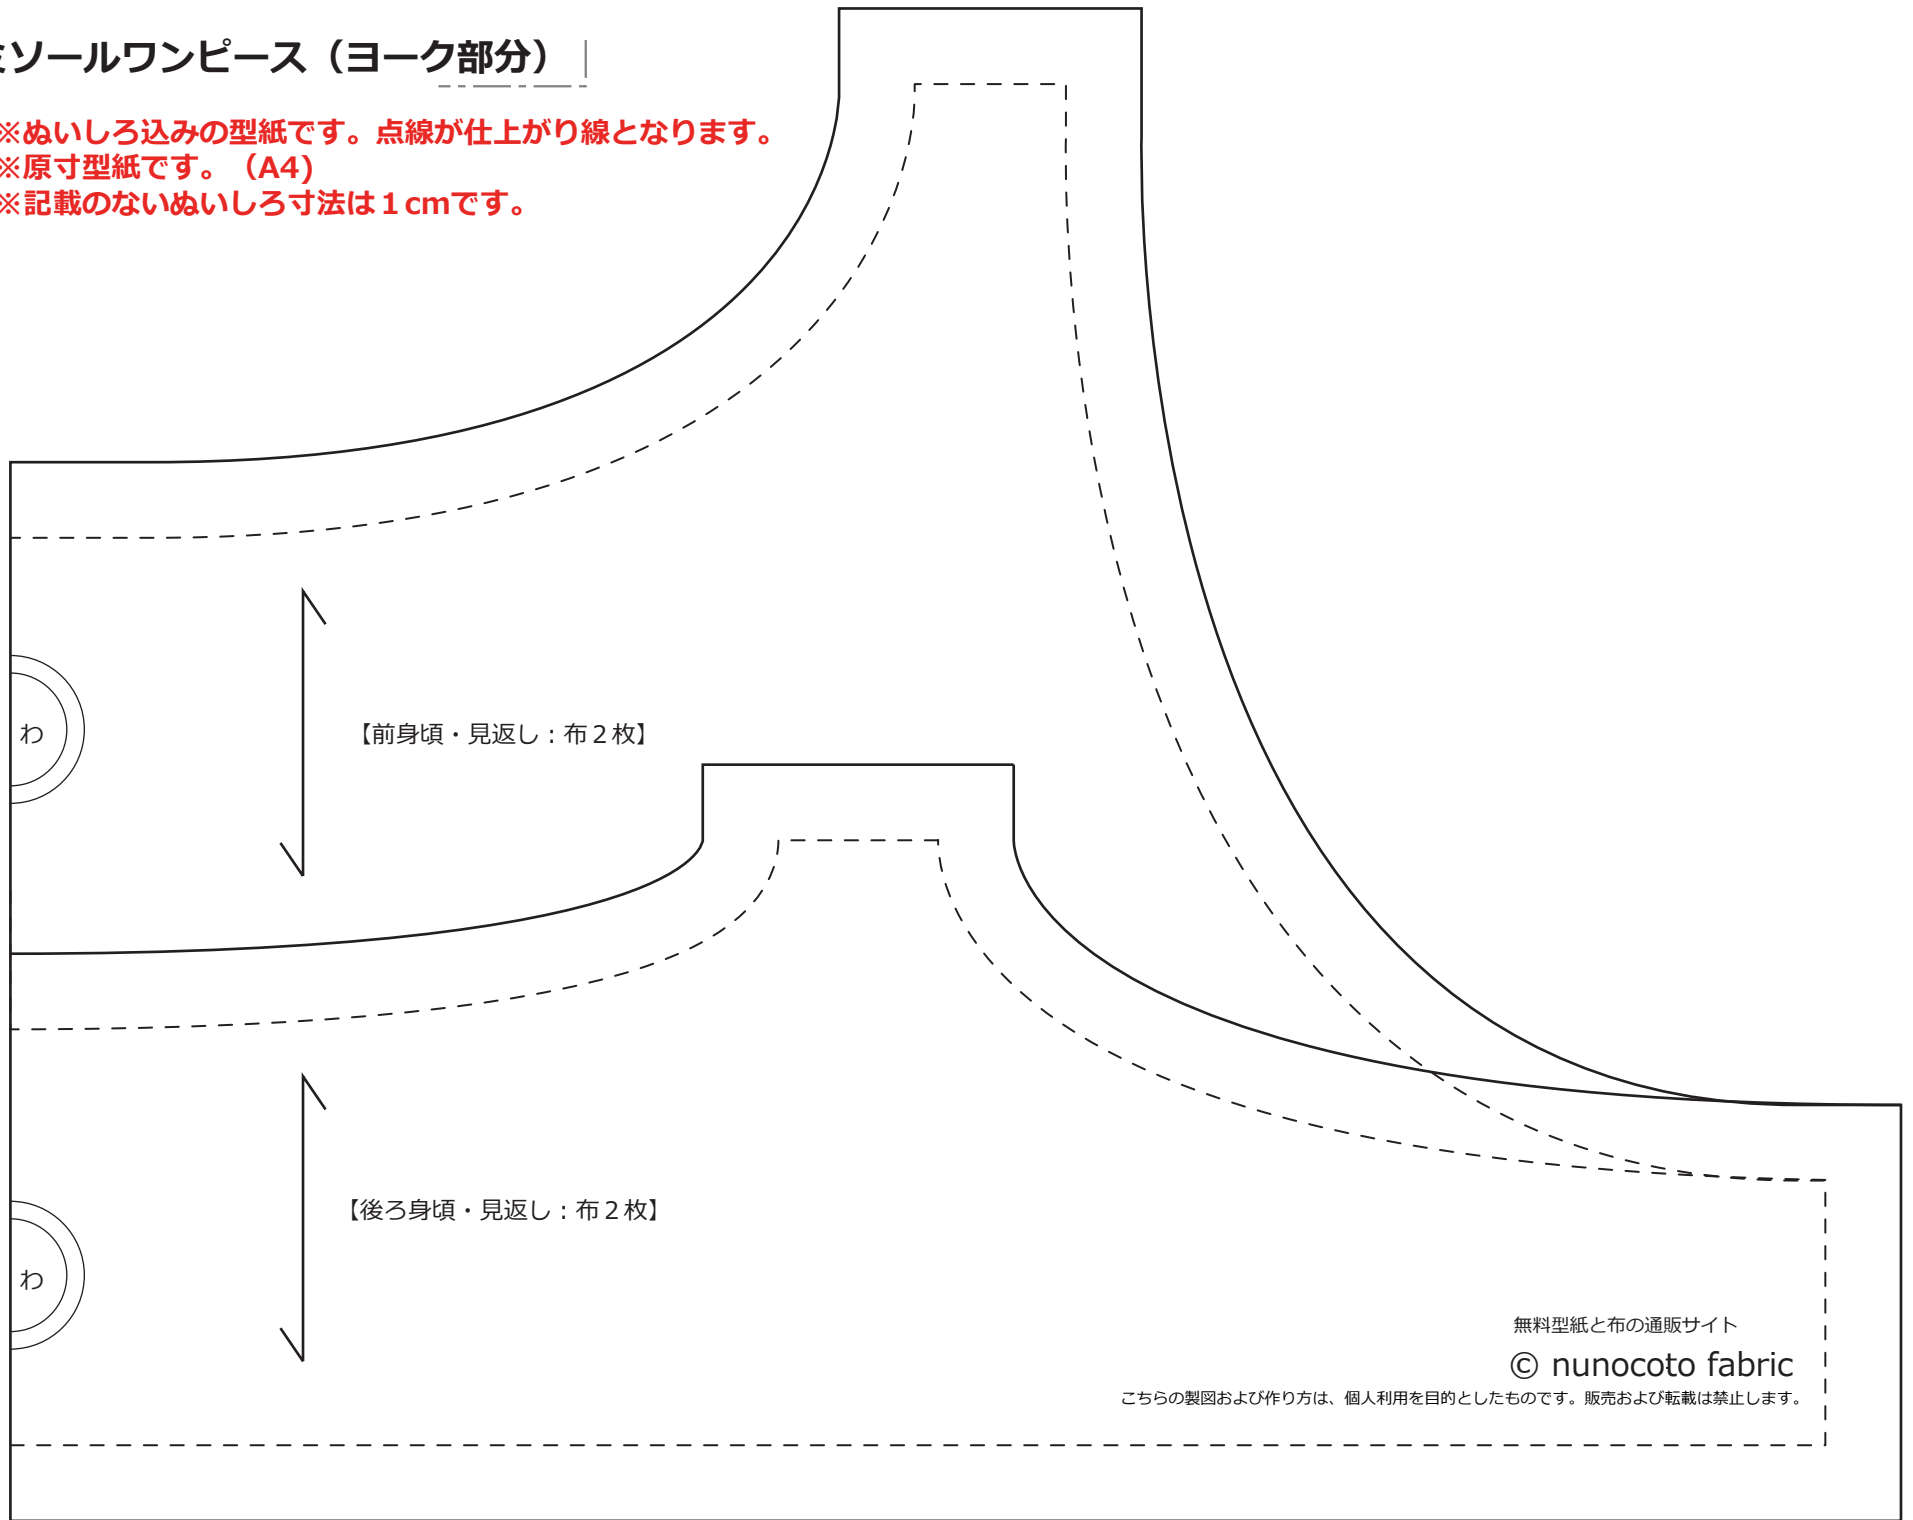 ミソールワンピース（ヨーク部分）
※ぬいしろ込みの型紙です。点線が仕上がり線となります。
※原寸型紙です。（A4)
※記載のないぬいしろ寸法は１cmです。
わ
【前身頃・見返し：布２枚】
わ
【後ろ身頃・見返し：布２枚】
無料型紙と布の通販サイト
© nunocoto fabric
こちらの製図および作り方は、個人利用を目的としたものです。販売および転載は禁止します。